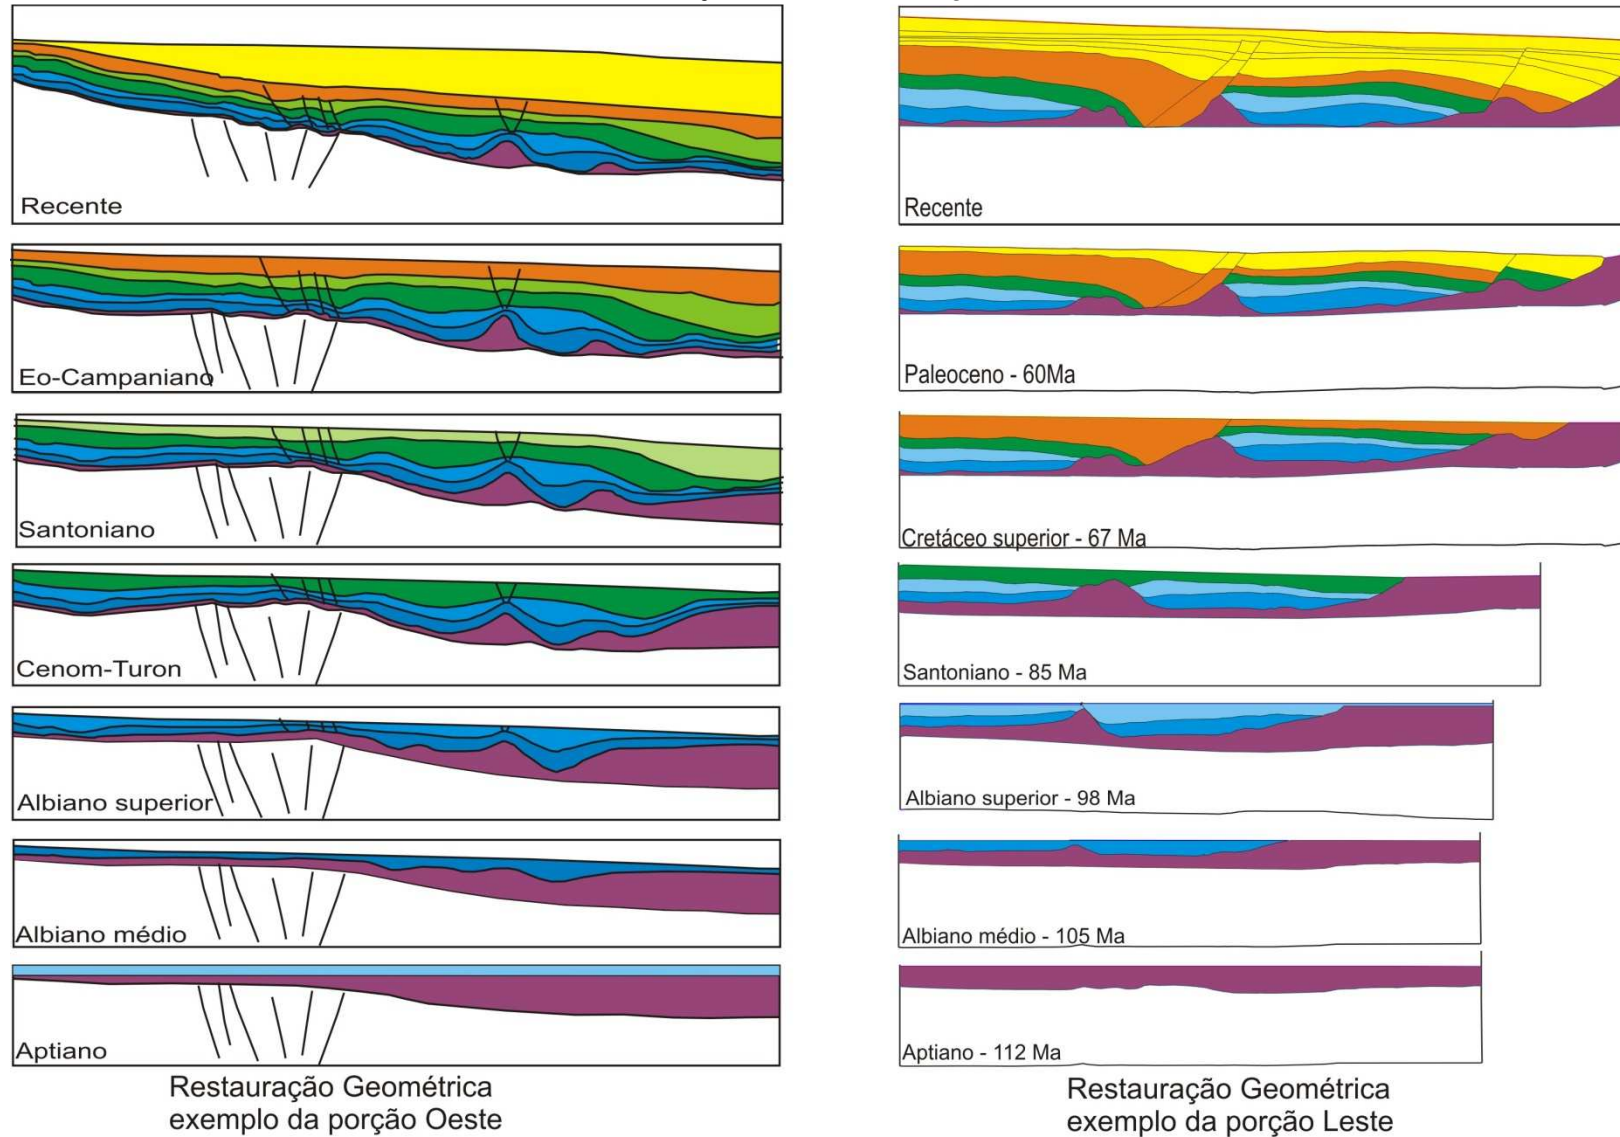 Recente
Eo-Campaniano
Santoniano
Cenom-Turon
Albiano superior
Albiano médio
Aptiano
Restauração Geométrica
exemplo da porção Oeste
Recente
Paleoceno - 60Ma
Cretáceo superior - 67 Ma
Santoniano - 85 Ma
Albiano superior - 98 Ma
Albiano médio - 105 Ma
Aptiano - 112 Ma
Restauração Geométrica
exemplo da porção Leste